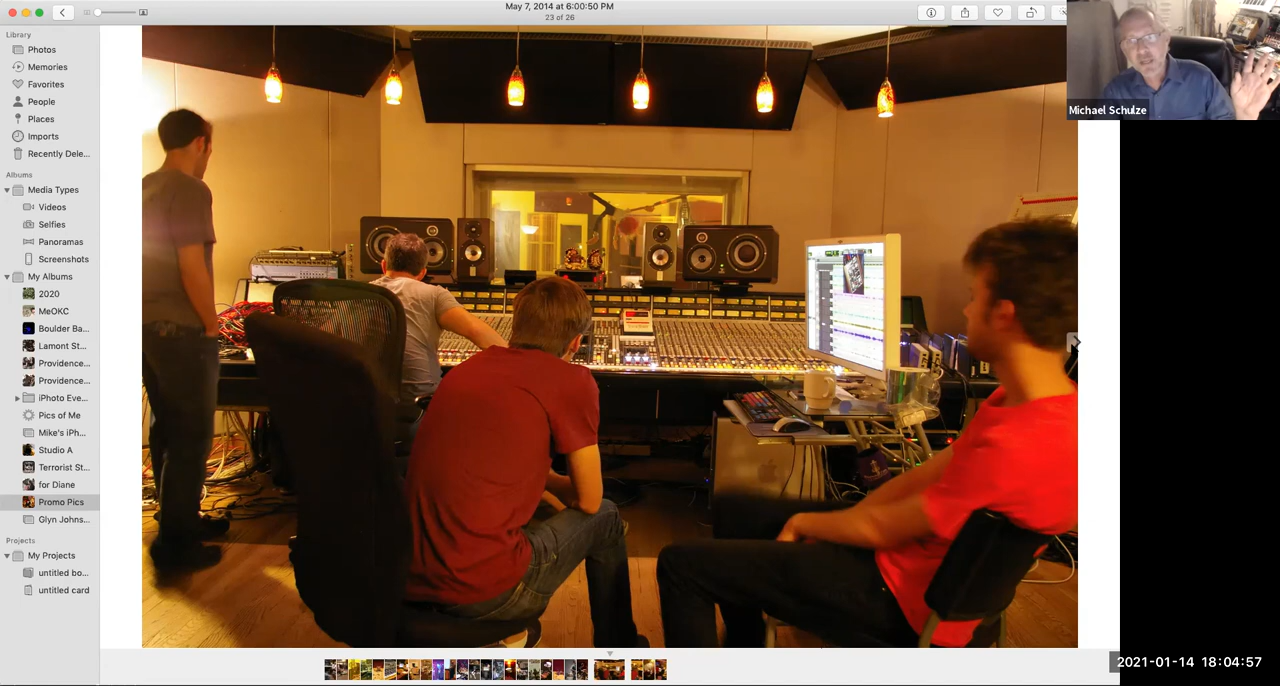 May 7, 2014 at 6:00:50 PM
23 of 26
Library
Photos
Memories
Favorites
People
Places
Imports
Recently Dele...
Albums
Media Types
Videos
Selfies
Panoramas
Screenshots
My Albums
2020
MeOKC
Boulder Ba...
Lamont St...
Providence...
Providence...
iPhoto Eve...
Pics of Me
Mike's iPh...
Studio A
Terrorist St...
for Diane
Promo Pics
Glyn Johns...
Projects
My Projects
untitled bo...
untitled card
Michael Schulze
2021-01-14 18:04:57